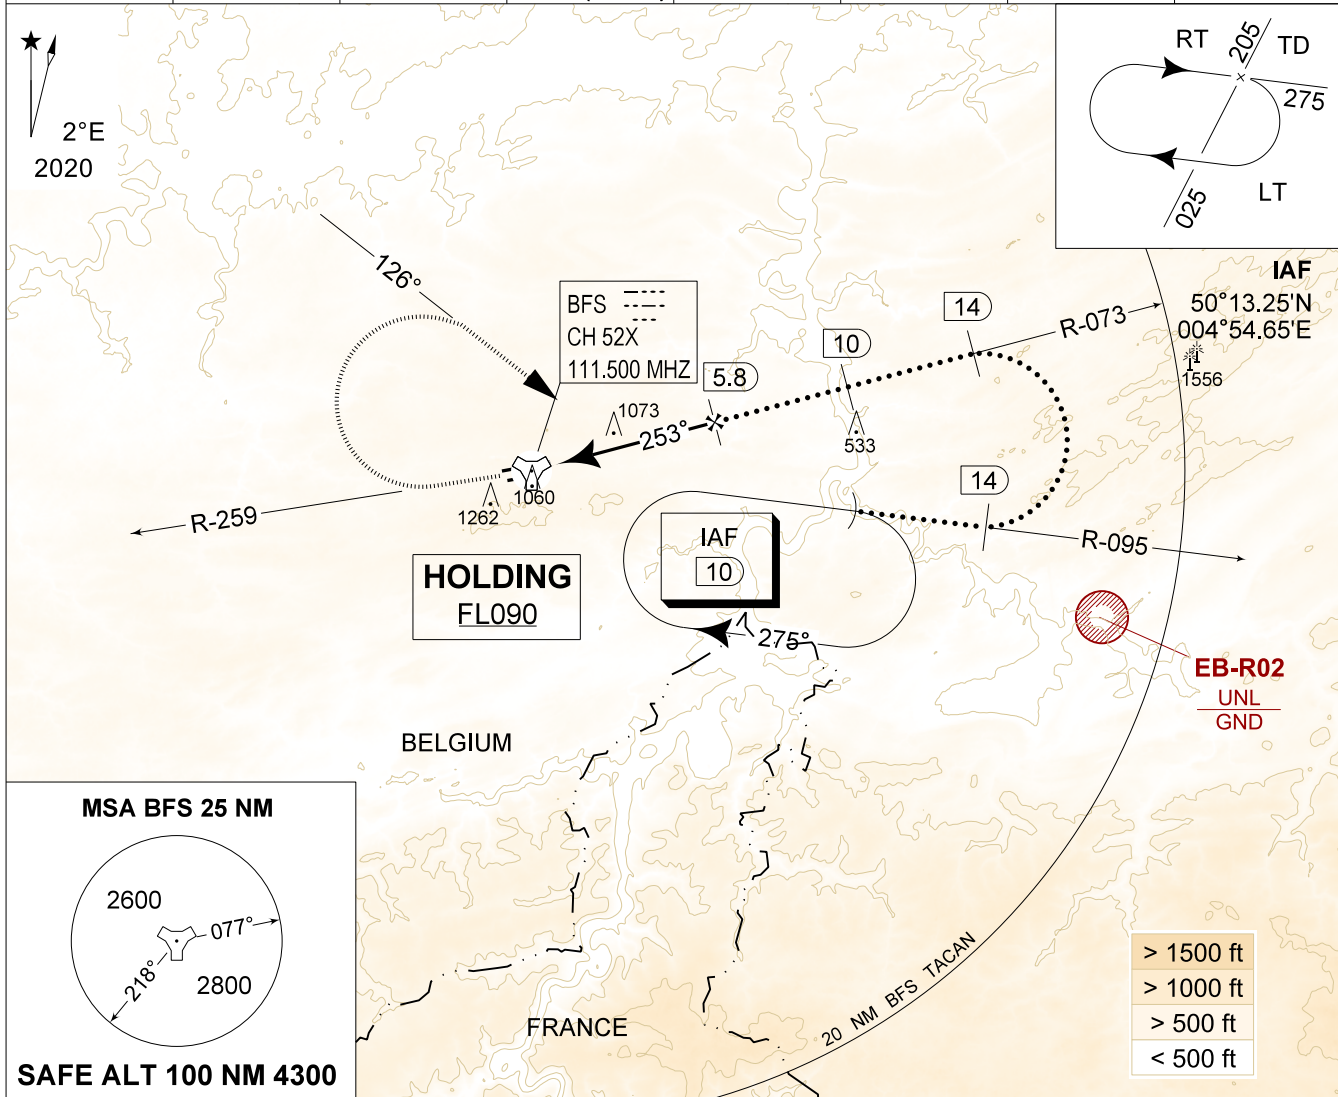 2°E
2020
RT
205
TD
275
025
LT
126°
BFS
CH 52X
111.500 MHZ
IAF
50°13.25'N
004°54.65'E
1556
R-073
14
10
5.8
1073
253°
533
1060
1262
R-259
14
R-095
IAF
10
275°
HOLDING
FL090
EB-R02
UNL
GND
BELGIUM
MSA BFS 25 NM
2600
077°
218°
2800
SAFE ALT 100 NM 4300
FRANCE
20 NM BFS TACAN
> 1500 ft
> 1000 ft
> 500 ft
< 500 ft